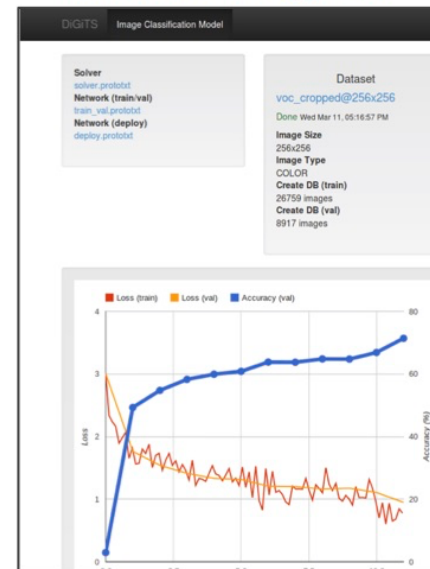 DIGITS Image Classification Model
Solver
solver.prototxt
Network (train/val)
train_val.prototxt
Network (deploy)
deploy.prototxt
Dataset
voc_cropped@256x256
Done Wed Mar 11, 05:16:57 PM
Image Size
256x256
Image Type
COLOR
Create DB (train)
26759 images
Create DB (val)
8917 images
Loss (train) Loss (val) Accuracy (val)
4 80
3 60
2 40
1 20
0 0
Loss
Accuracy (%)